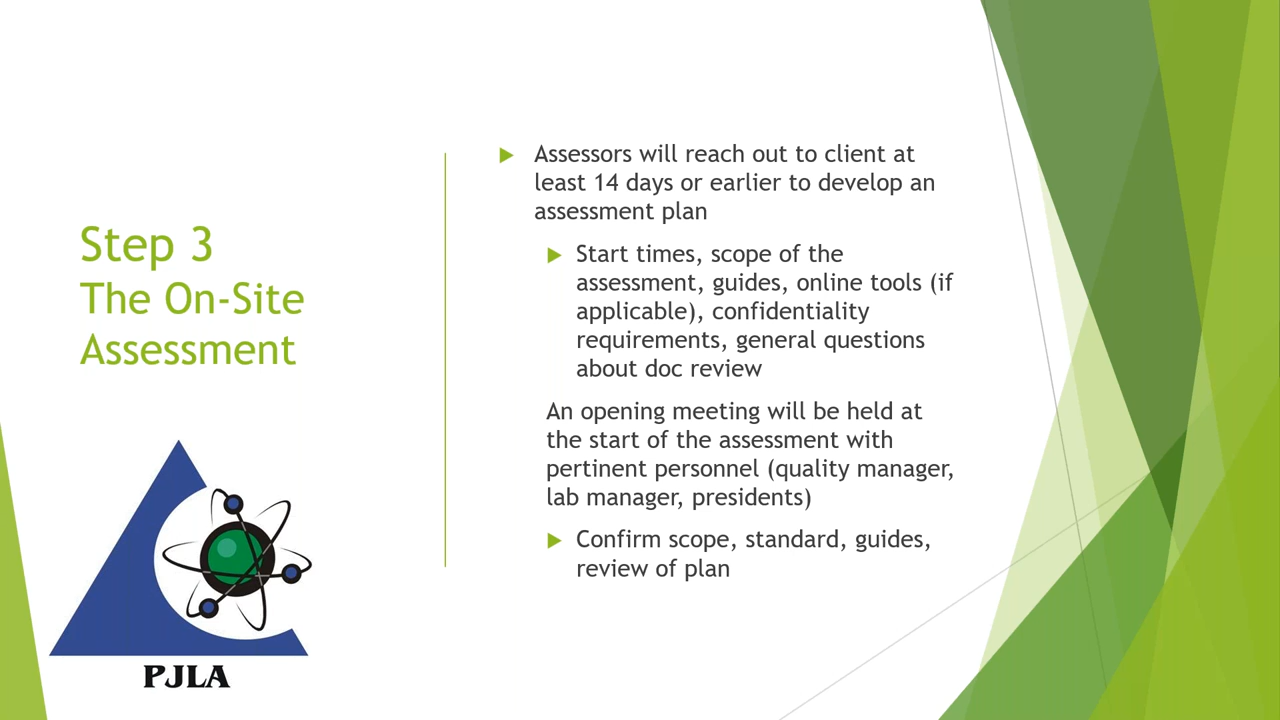 Step 3
The On-Site
Assessment
Assessors will reach out to client at
least 14 days or earlier to develop an
assessment plan
Start times, scope of the
assessment, guides, online tools (if
applicable), confidentiality
requirements, general questions
about doc review
An opening meeting will be held at
the start of the assessment with
pertinent personnel (quality manager,
lab manager, presidents)
Confirm scope, standard, guides,
review of plan
PJLA